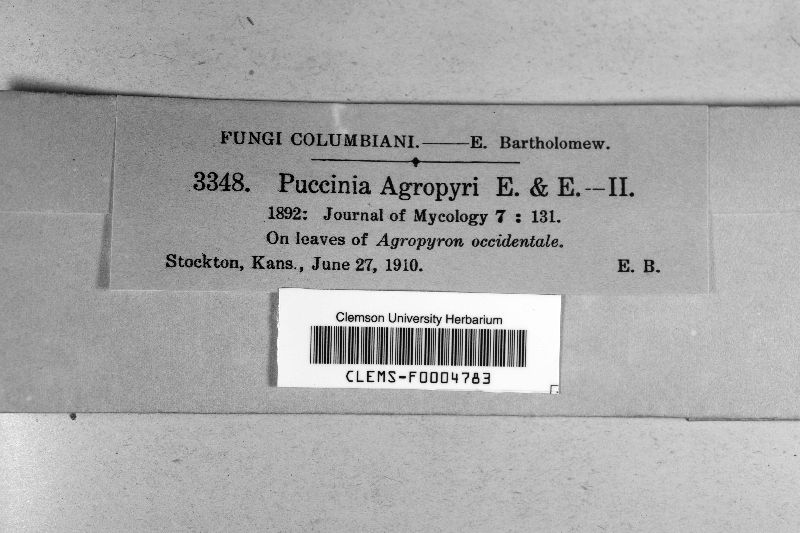 FUNGI COLUMBIANI.——E. Bartholomew.
3348. Puccinia Agropyri E. & E.—II.
1892: Journal of Mycology 7 : 131.
On leaves of Agropyron occidentale.
Stockton, Kans., June 27, 1910. E. B.
Clemson University Herbarium
CLEMS-F0004783